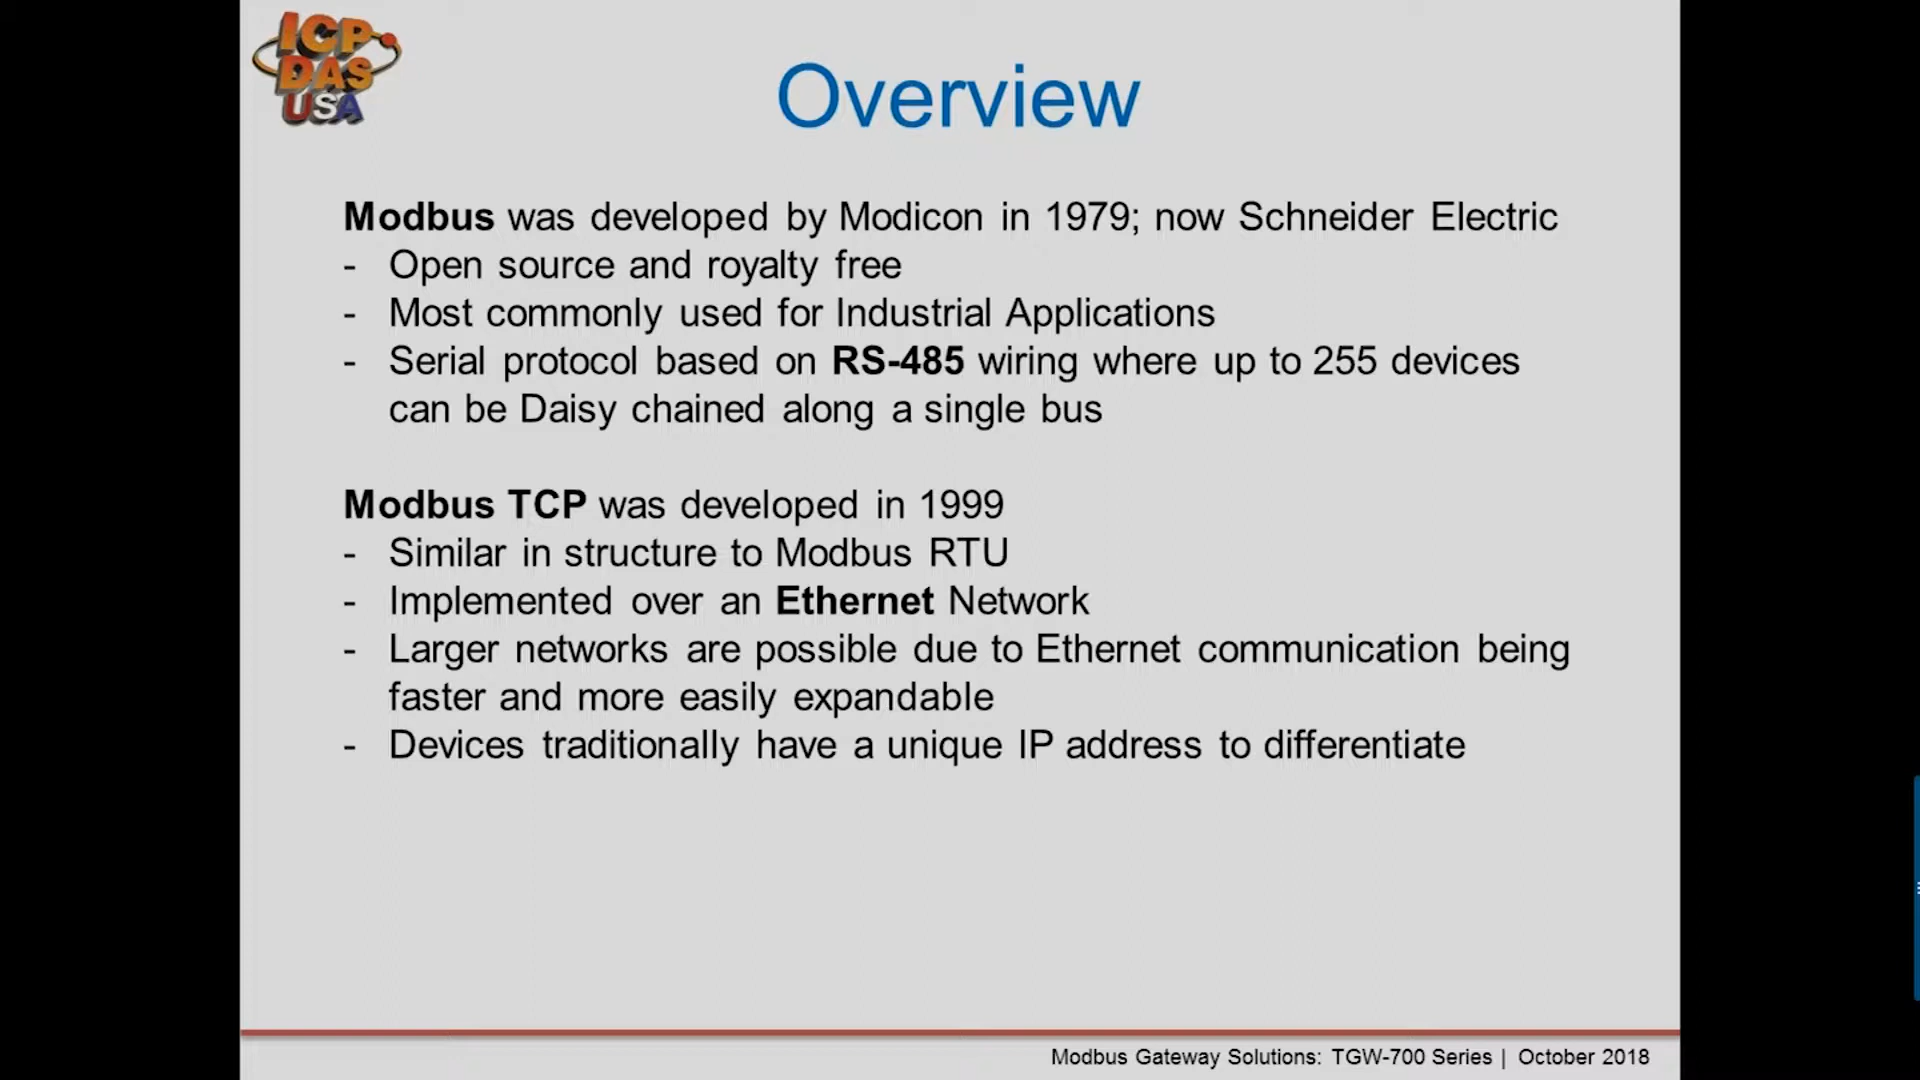 ICP
DAS
USA
Overview
Modbus was developed by Modicon in 1979; now Schneider Electric
- Open source and royalty free
- Most commonly used for Industrial Applications
- Serial protocol based on RS-485 wiring where up to 255 devices
can be Daisy chained along a single bus
Modbus TCP was developed in 1999
- Similar in structure to Modbus RTU
- Implemented over an Ethernet Network
- Larger networks are possible due to Ethernet communication being
faster and more easily expandable
- Devices traditionally have a unique IP address to differentiate
Modbus Gateway Solutions: TGW-700 Series | October 2018